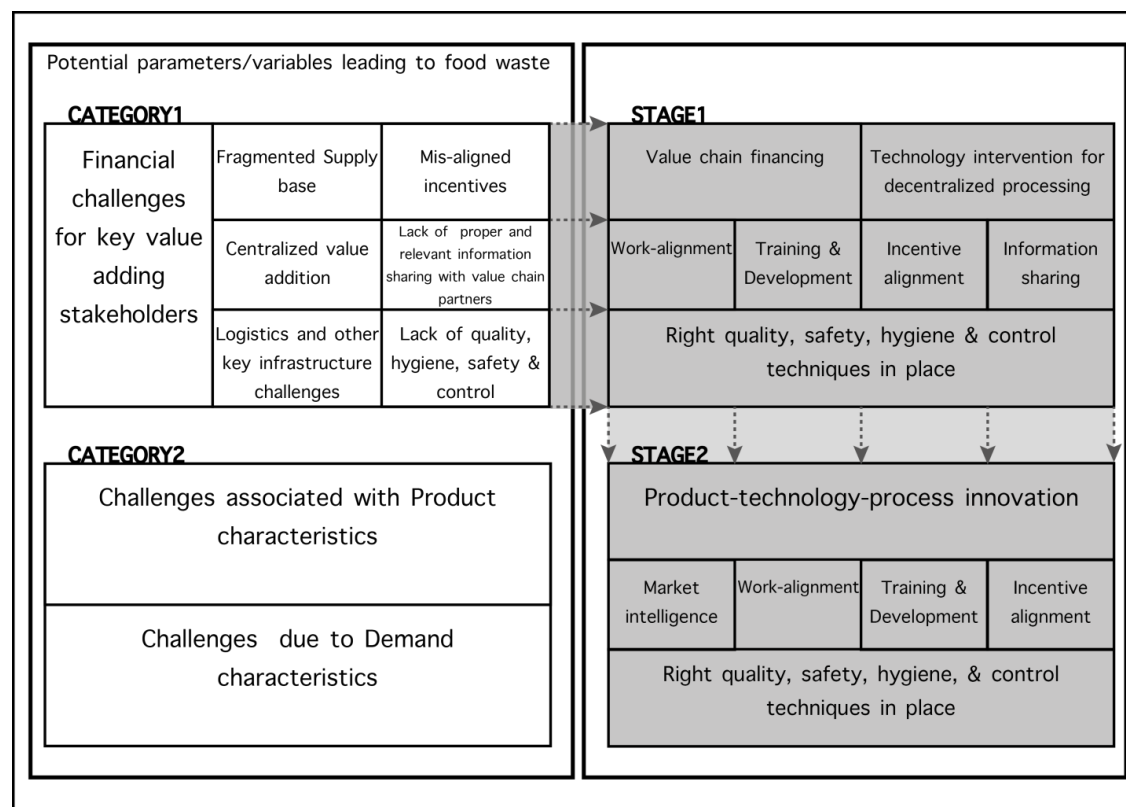 Potential parameters/variables leading to food waste
CATEGORY1
Financial
challenges
for key value
adding
stakeholders
Fragmented Supply
base
Mis-aligned
incentives
Centralized value
addition
Lack of proper and
relevant information
sharing with value chain
partners
Logistics and other
key infrastructure
challenges
Lack of quality,
hygiene, safety &
control
CATEGORY2
Challenges associated with Product
characteristics
Challenges due to Demand
characteristics
STAGE1
Value chain financing
Technology intervention for
decentralized processing
Work-alignment
Training &
Development
Incentive
alignment
Information
sharing
Right quality, safety, hygiene & control
techniques in place
STAGE2
Product-technology-process innovation
Market
intelligence
Work-alignment
Training &
Development
Incentive
alignment
Right quality, safety, hygiene, & control
techniques in place